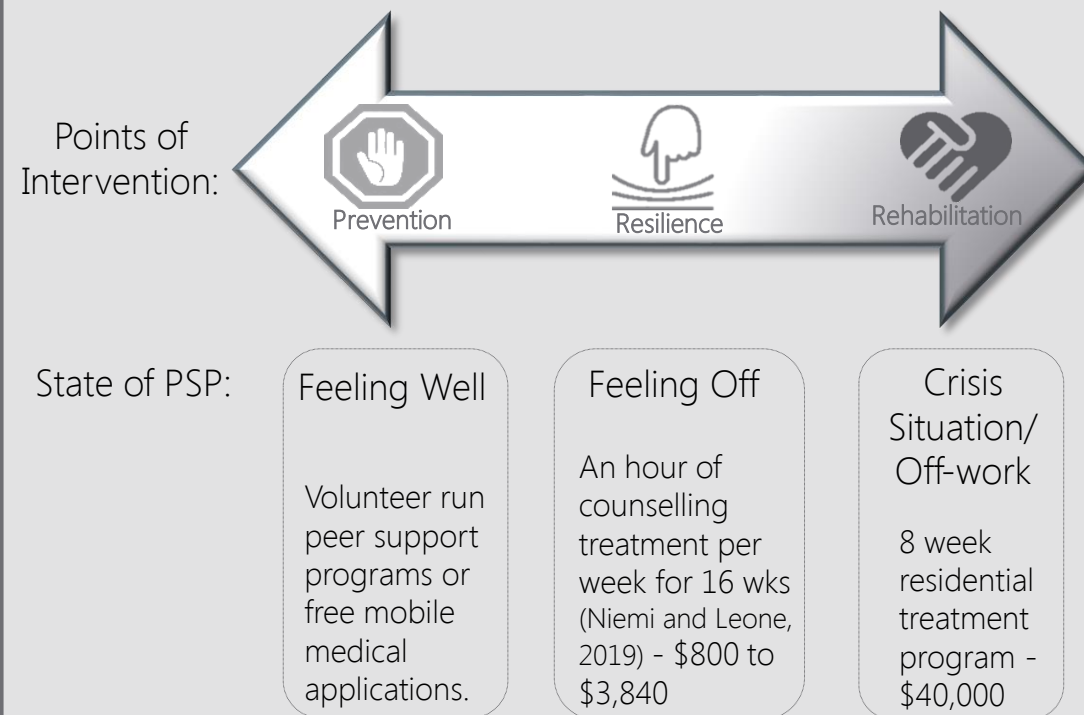 Points of
Intervention:
Prevention
Resilience
Rehabilitation
State of PSP:
Feeling Well
Volunteer run
peer support
programs or
free mobile
medical
applications.
Feeling Off
An hour of
counselling
treatment per
week for 16 wks
(Niemi and Leone,
2019) - $800 to
$3,840
Crisis
Situation/
Off-work
8 week
residential
treatment
program -
$40,000